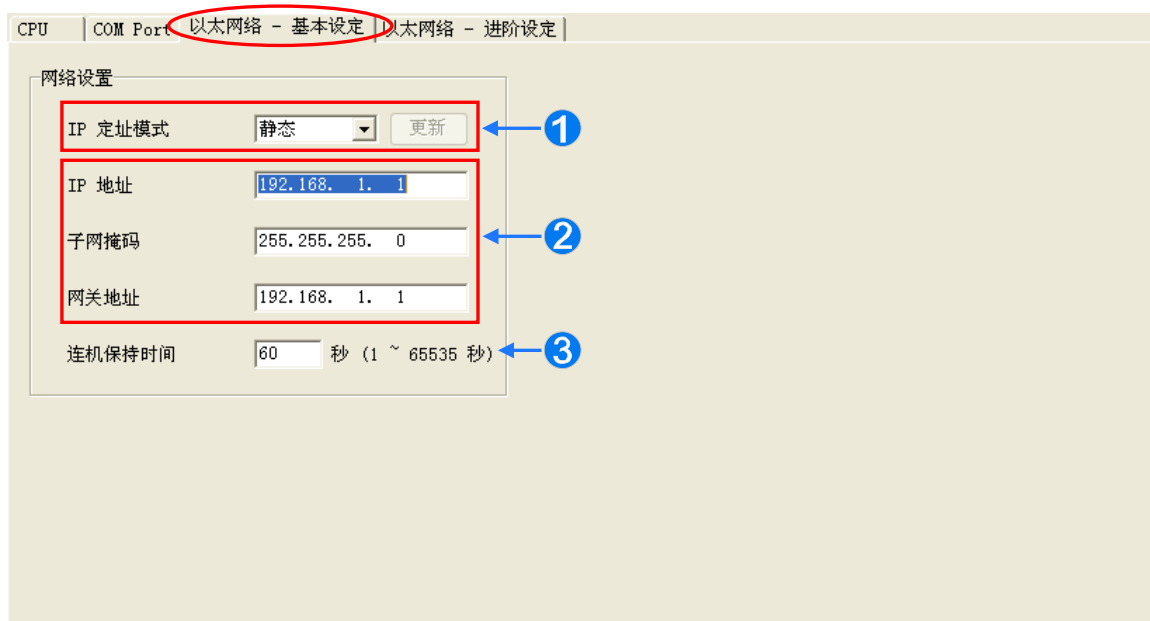 CPU COM Port 以太网络 - 基本设定 以太网络 - 进阶设定
网络设置
IP 定址模式 静态 更新 1
IP 地址 192.168. 1. 1
子网掩码 255.255.255. 0 2
网关地址 192.168. 1. 1
连机保持时间 60 秒 (1 ~ 65535 秒) 3